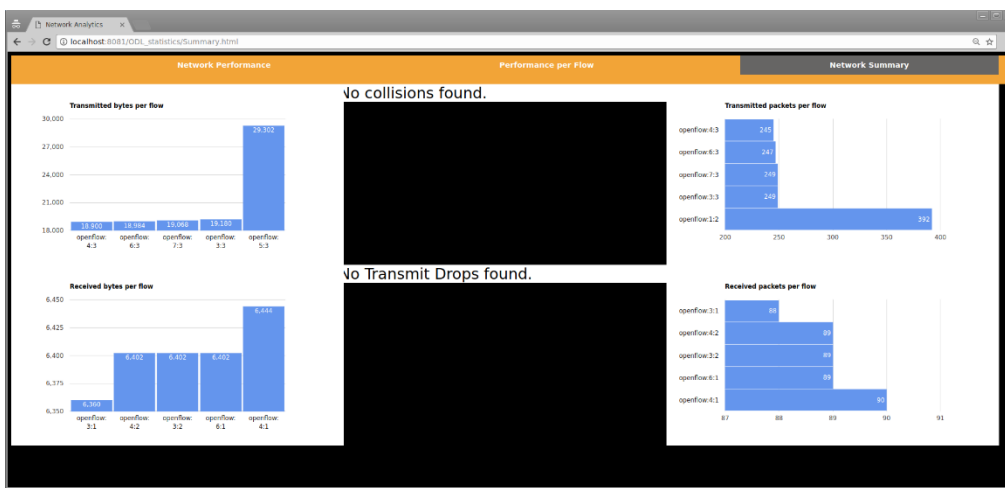 Network Analytics
localhost:8081/ODL_statistics/Summary.html
Network Performance
Performance per Flow
Network Summary
Transmitted bytes per flow
30,000
27,000
24,000
21,000
18,000
18,900
18,984
19,068
19,180
29,302
openflow:
4:3
openflow:
6:3
openflow:
7:3
openflow:
3:3
openflow:
5:3
No collisions found.
Transmitted packets per flow
openflow:4:3
245
openflow:6:3
247
openflow:7:3
249
openflow:3:3
249
openflow:1:2
392
200
250
300
350
400
Received bytes per flow
6,450
6,425
6,400
6,375
6,350
6,360
6,402
6,402
6,402
6,444
openflow:
3:1
openflow:
4:2
openflow:
3:2
openflow:
6:1
openflow:
4:1
No Transmit Drops found.
Received packets per flow
openflow:3:1
88
openflow:4:2
89
openflow:3:2
89
openflow:6:1
89
openflow:4:1
90
87
88
89
90
91